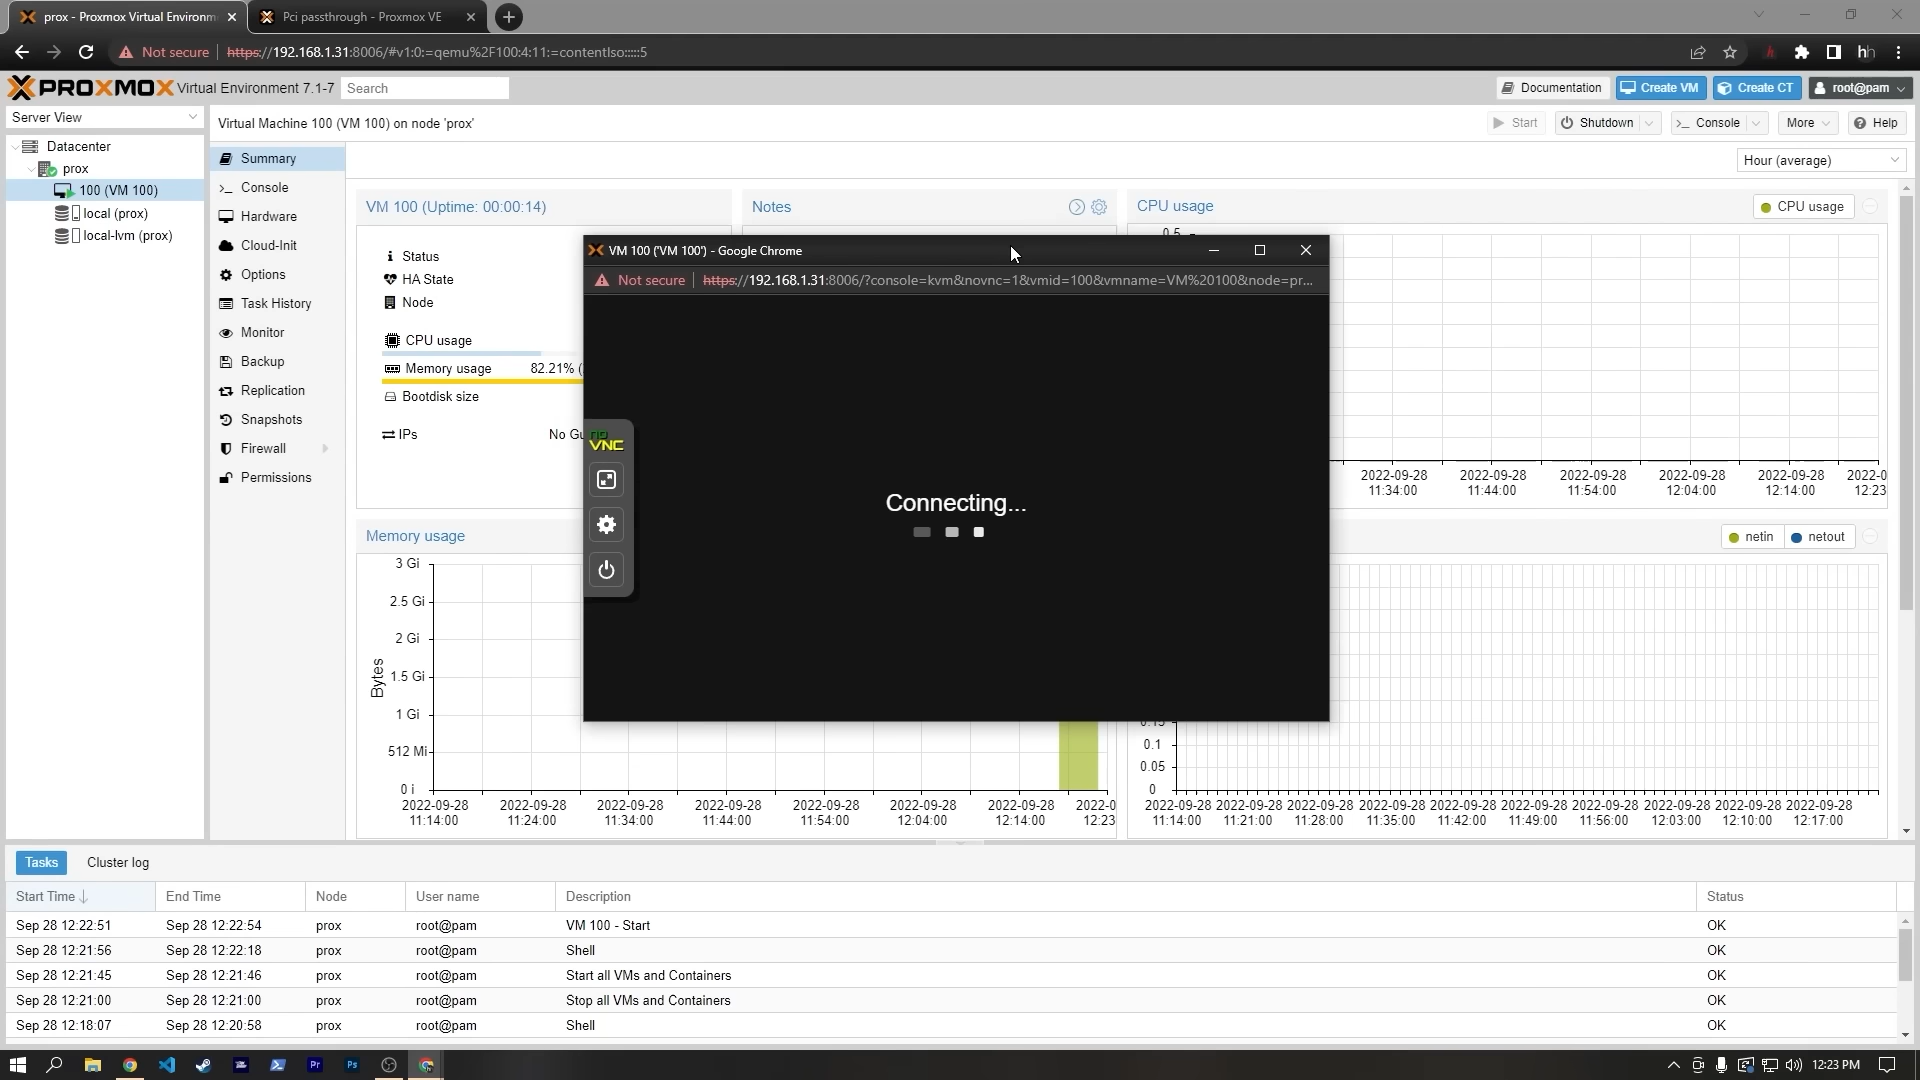 prox - Proxmox Virtual Environm
Pci passthrough - Proxmox VE
Not secure
https://192.168.1.31:8006/#v1:0:=qemu%2F100:4:11:=contentIso:::::5
PROXMOX
Virtual Environment 7.1-7
Search
Documentation
Create VM
Create CT
root@pam
Server View
Virtual Machine 100 (VM 100) on node 'prox'
Start
Shutdown
Console
More
Help
Datacenter
prox
100 (VM 100)
local (prox)
local-lvm (prox)
Summary
Console
Hardware
Cloud-Init
Options
Task History
Monitor
Backup
Replication
Snapshots
Firewall
Permissions
Hour (average)
VM 100 (Uptime: 00:00:14)
Notes
CPU usage
CPU usage
Status
HA State
Node
CPU usage
Memory usage
82.21% (
Bootdisk size
IPs
No Gu
VM 100 ('VM 100') - Google Chrome
Not secure
https://192.168.1.31:8006/?console=kvm&novnc=1&vmid=100&vmname=VM%20100&node=pr...
no
VNC
Connecting...
0.5
2022-09-28 11:34:00
2022-09-28 11:44:00
2022-09-28 11:54:00
2022-09-28 12:04:00
2022-09-28 12:14:00
2022-0 12:23
Memory usage
netin
netout
3 Gi
2.5 Gi
2 Gi
1.5 Gi
1 Gi
512 Mi
0 i
Bytes
2022-09-28 11:14:00
2022-09-28 11:24:00
2022-09-28 11:34:00
2022-09-28 11:44:00
2022-09-28 11:54:00
2022-09-28 12:04:00
2022-09-28 12:14:00
2022-0 12:23
0.15
0.1
0.05
0
2022-09-28 11:14:00
2022-09-28 11:21:00
2022-09-28 11:28:00
2022-09-28 11:35:00
2022-09-28 11:42:00
2022-09-28 11:49:00
2022-09-28 11:56:00
2022-09-28 12:03:00
2022-09-28 12:10:00
2022-09-28 12:17:00
Tasks
Cluster log
Start Time
End Time
Node
User name
Description
Status
Sep 28 12:22:51 Sep 28 12:22:54 prox root@pam VM 100 - Start OK
Sep 28 12:21:56 Sep 28 12:22:18 prox root@pam Shell OK
Sep 28 12:21:45 Sep 28 12:21:46 prox root@pam Start all VMs and Containers OK
Sep 28 12:21:00 Sep 28 12:21:00 prox root@pam Stop all VMs and Containers OK
Sep 28 12:18:07 Sep 28 12:20:58 prox root@pam Shell OK
Pr
Ps
12:23 PM